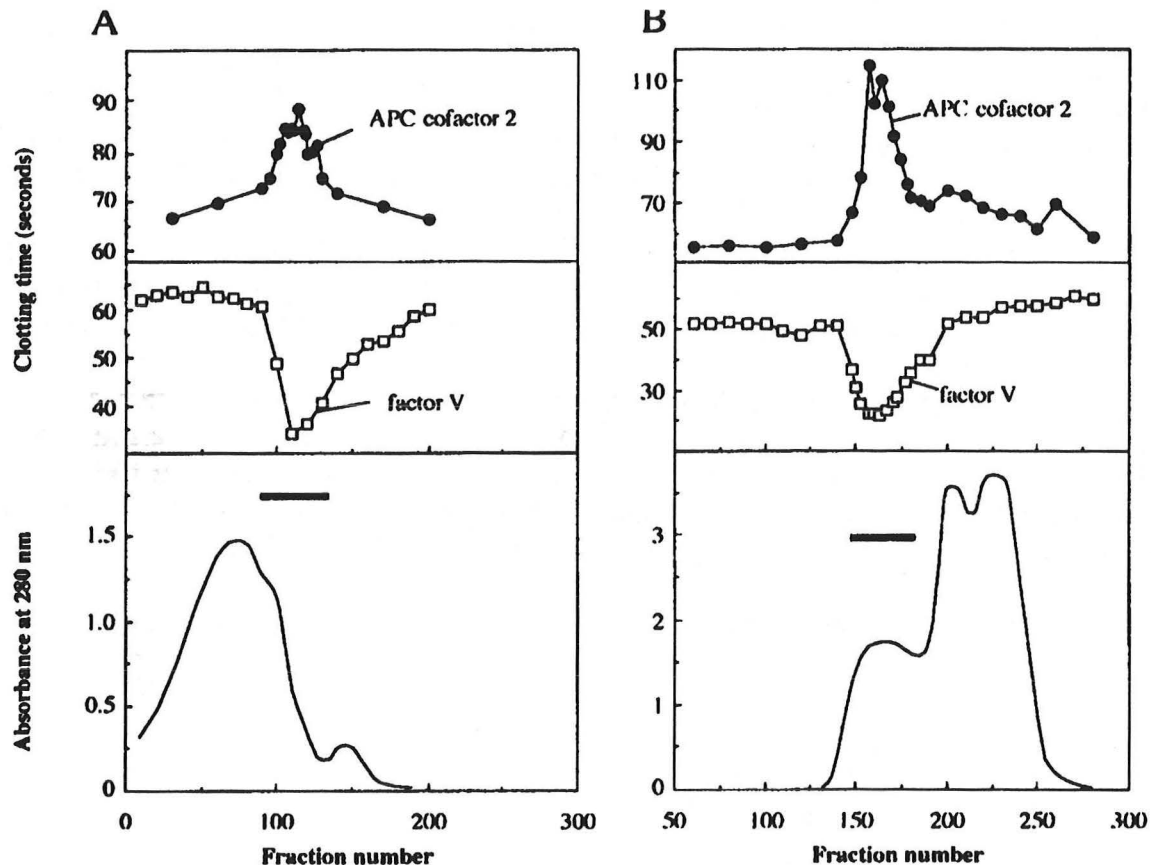 A
B
Clotting time (seconds)
90
80
70
60
APC cofactor 2
110
90
70
APC cofactor 2
60
50
40
factor V
50
30
factor V
Absorbance at 280 nm
1.5
1.0
0.5
0
3
2
1
0
0 100 200 300
50 100 150 200 250 300
Fraction number
Fraction number